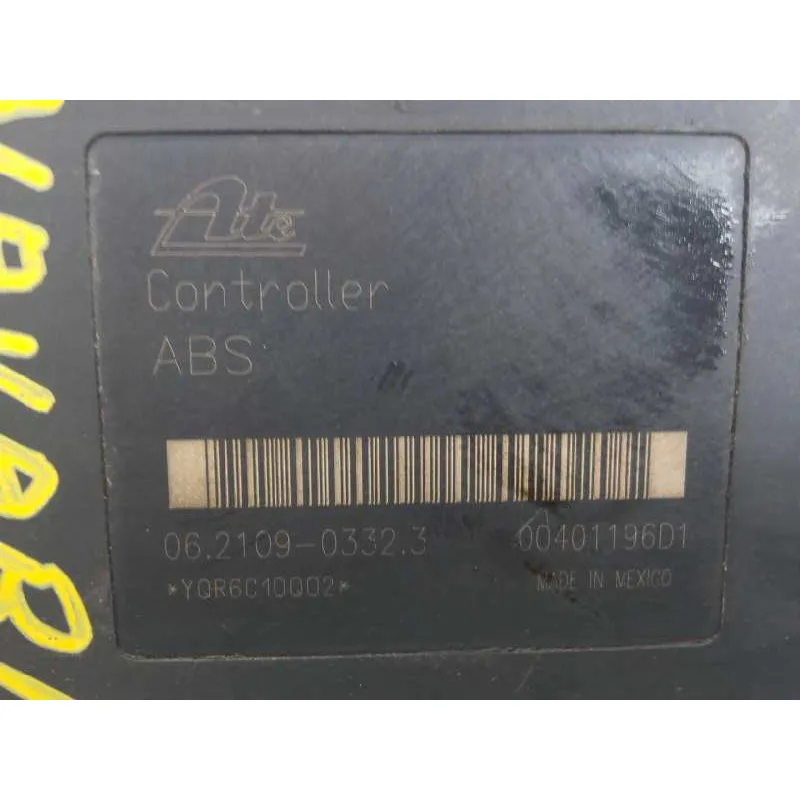 Ate
Controller
ABS
06.2109-0332.3 00401196D1
*YQR6C10002*
MADE IN MEXICO